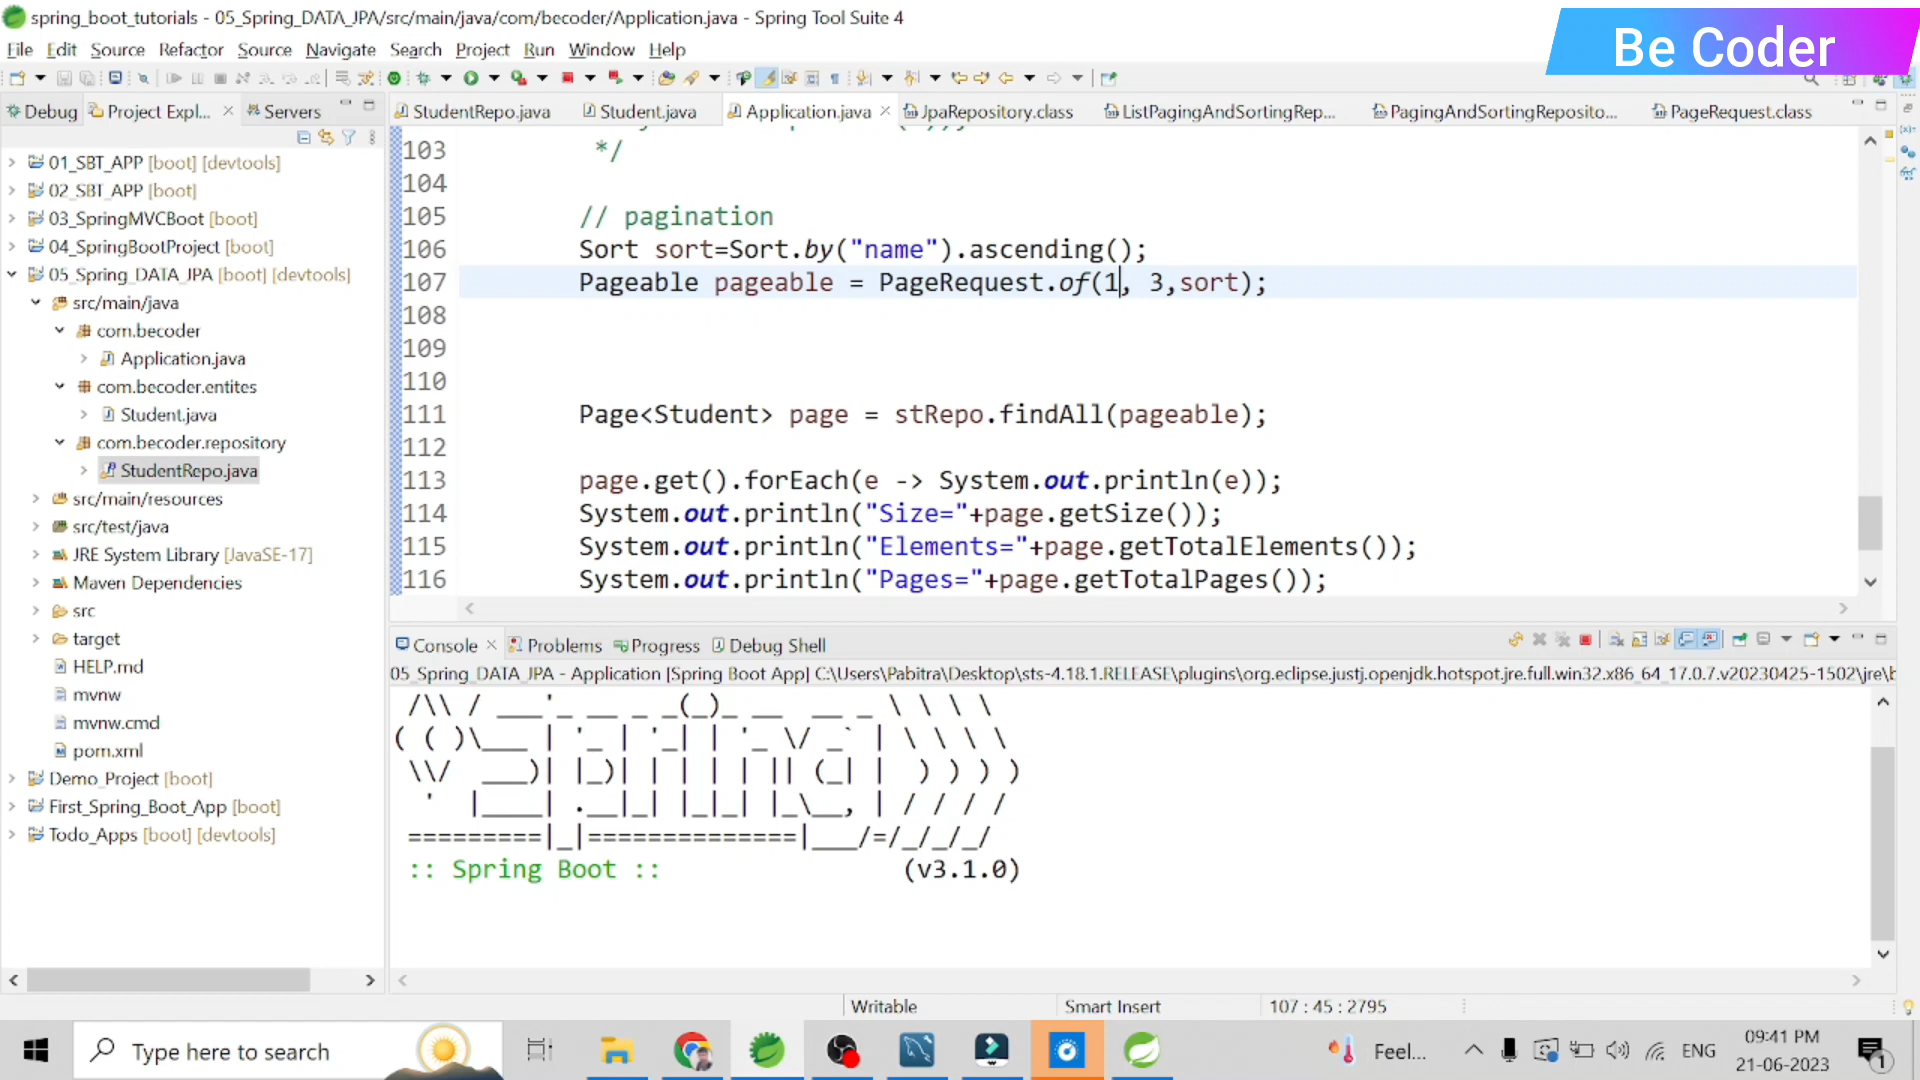 spring_boot_tutorials - 05_Spring_DATA_JPA/src/main/java/com/becoder/Application.java - Spring Tool Suite 4
Be Coder
File Edit Source Refactor Source Navigate Search Project Run Window Help
Debug Project Expl... Servers
StudentRepo.java Student.java Application.java JpaRepository.class ListPagingAndSortingRep... PagingAndSortingReposito... PageRequest.class
01_SBT_APP [boot] [devtools]
02_SBT_APP [boot]
03_SpringMVCBoot [boot]
04_SpringBootProject [boot]
05_Spring_DATA_JPA [boot] [devtools]
src/main/java
com.becoder
Application.java
com.becoder.entites
Student.java
com.becoder.repository
StudentRepo.java
src/main/resources
src/test/java
JRE System Library [JavaSE-17]
Maven Dependencies
src
target
HELP.md
mvnw
mvnw.cmd
pom.xml
Demo_Project [boot]
First_Spring_Boot_App [boot]
Todo_Apps [boot] [devtools]
103 */
104
105 // pagination
106 Sort sort=Sort.by("name").ascending();
107 Pageable pageable = PageRequest.of(1, 3,sort);
108
109
110
111 Page<Student> page = stRepo.findAll(pageable);
112
113 page.get().forEach(e -> System.out.println(e));
114 System.out.println("Size="+page.getSize());
115 System.out.println("Elements="+page.getTotalElements());
116 System.out.println("Pages="+page.getTotalPages());
Console Problems Progress Debug Shell
05_Spring_DATA_JPA - Application [Spring Boot App] C:\Users\Pabitra\Desktop\sts-4.18.1.RELEASE\plugins\org.eclipse.justj.openjdk.hotspot.jre.full.win32.x86_64_17.0.7.v20230425-1502\jre\b
:: Spring Boot :: (v3.1.0)
Writable Smart Insert 107 : 45 : 2795
Type here to search
Feel...
ENG
09:41 PM
21-06-2023
1